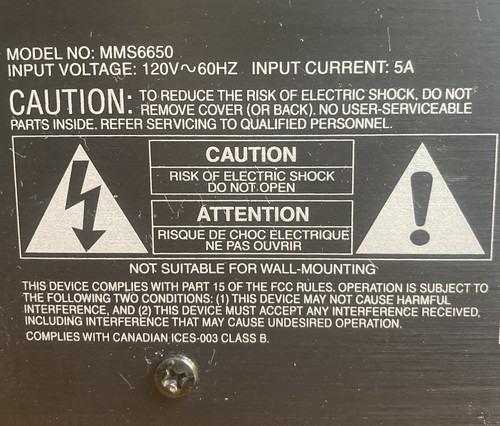 MODEL NO: MMS6650
INPUT VOLTAGE: 120V∿60HZ INPUT CURRENT: 5A
CAUTION: TO REDUCE THE RISK OF ELECTRIC SHOCK, DO NOT
REMOVE COVER (OR BACK). NO USER-SERVICEABLE
PARTS INSIDE. REFER SERVICING TO QUALIFIED PERSONNEL.
CAUTION
RISK OF ELECTRIC SHOCK
DO NOT OPEN
ATTENTION
RISQUE DE CHOC ÉLECTRIQUE
NE PAS OUVRIR
NOT SUITABLE FOR WALL-MOUNTING
THIS DEVICE COMPLIES WITH PART 15 OF THE FCC RULES. OPERATION IS SUBJECT TO
THE FOLLOWING TWO CONDITIONS: (1) THIS DEVICE MAY NOT CAUSE HARMFUL
INTERFERENCE, AND (2) THIS DEVICE MUST ACCEPT ANY INTERFERENCE RECEIVED,
INCLUDING INTERFERENCE THAT MAY CAUSE UNDESIRED OPERATION.
COMPLIES WITH CANADIAN ICES-003 CLASS B.